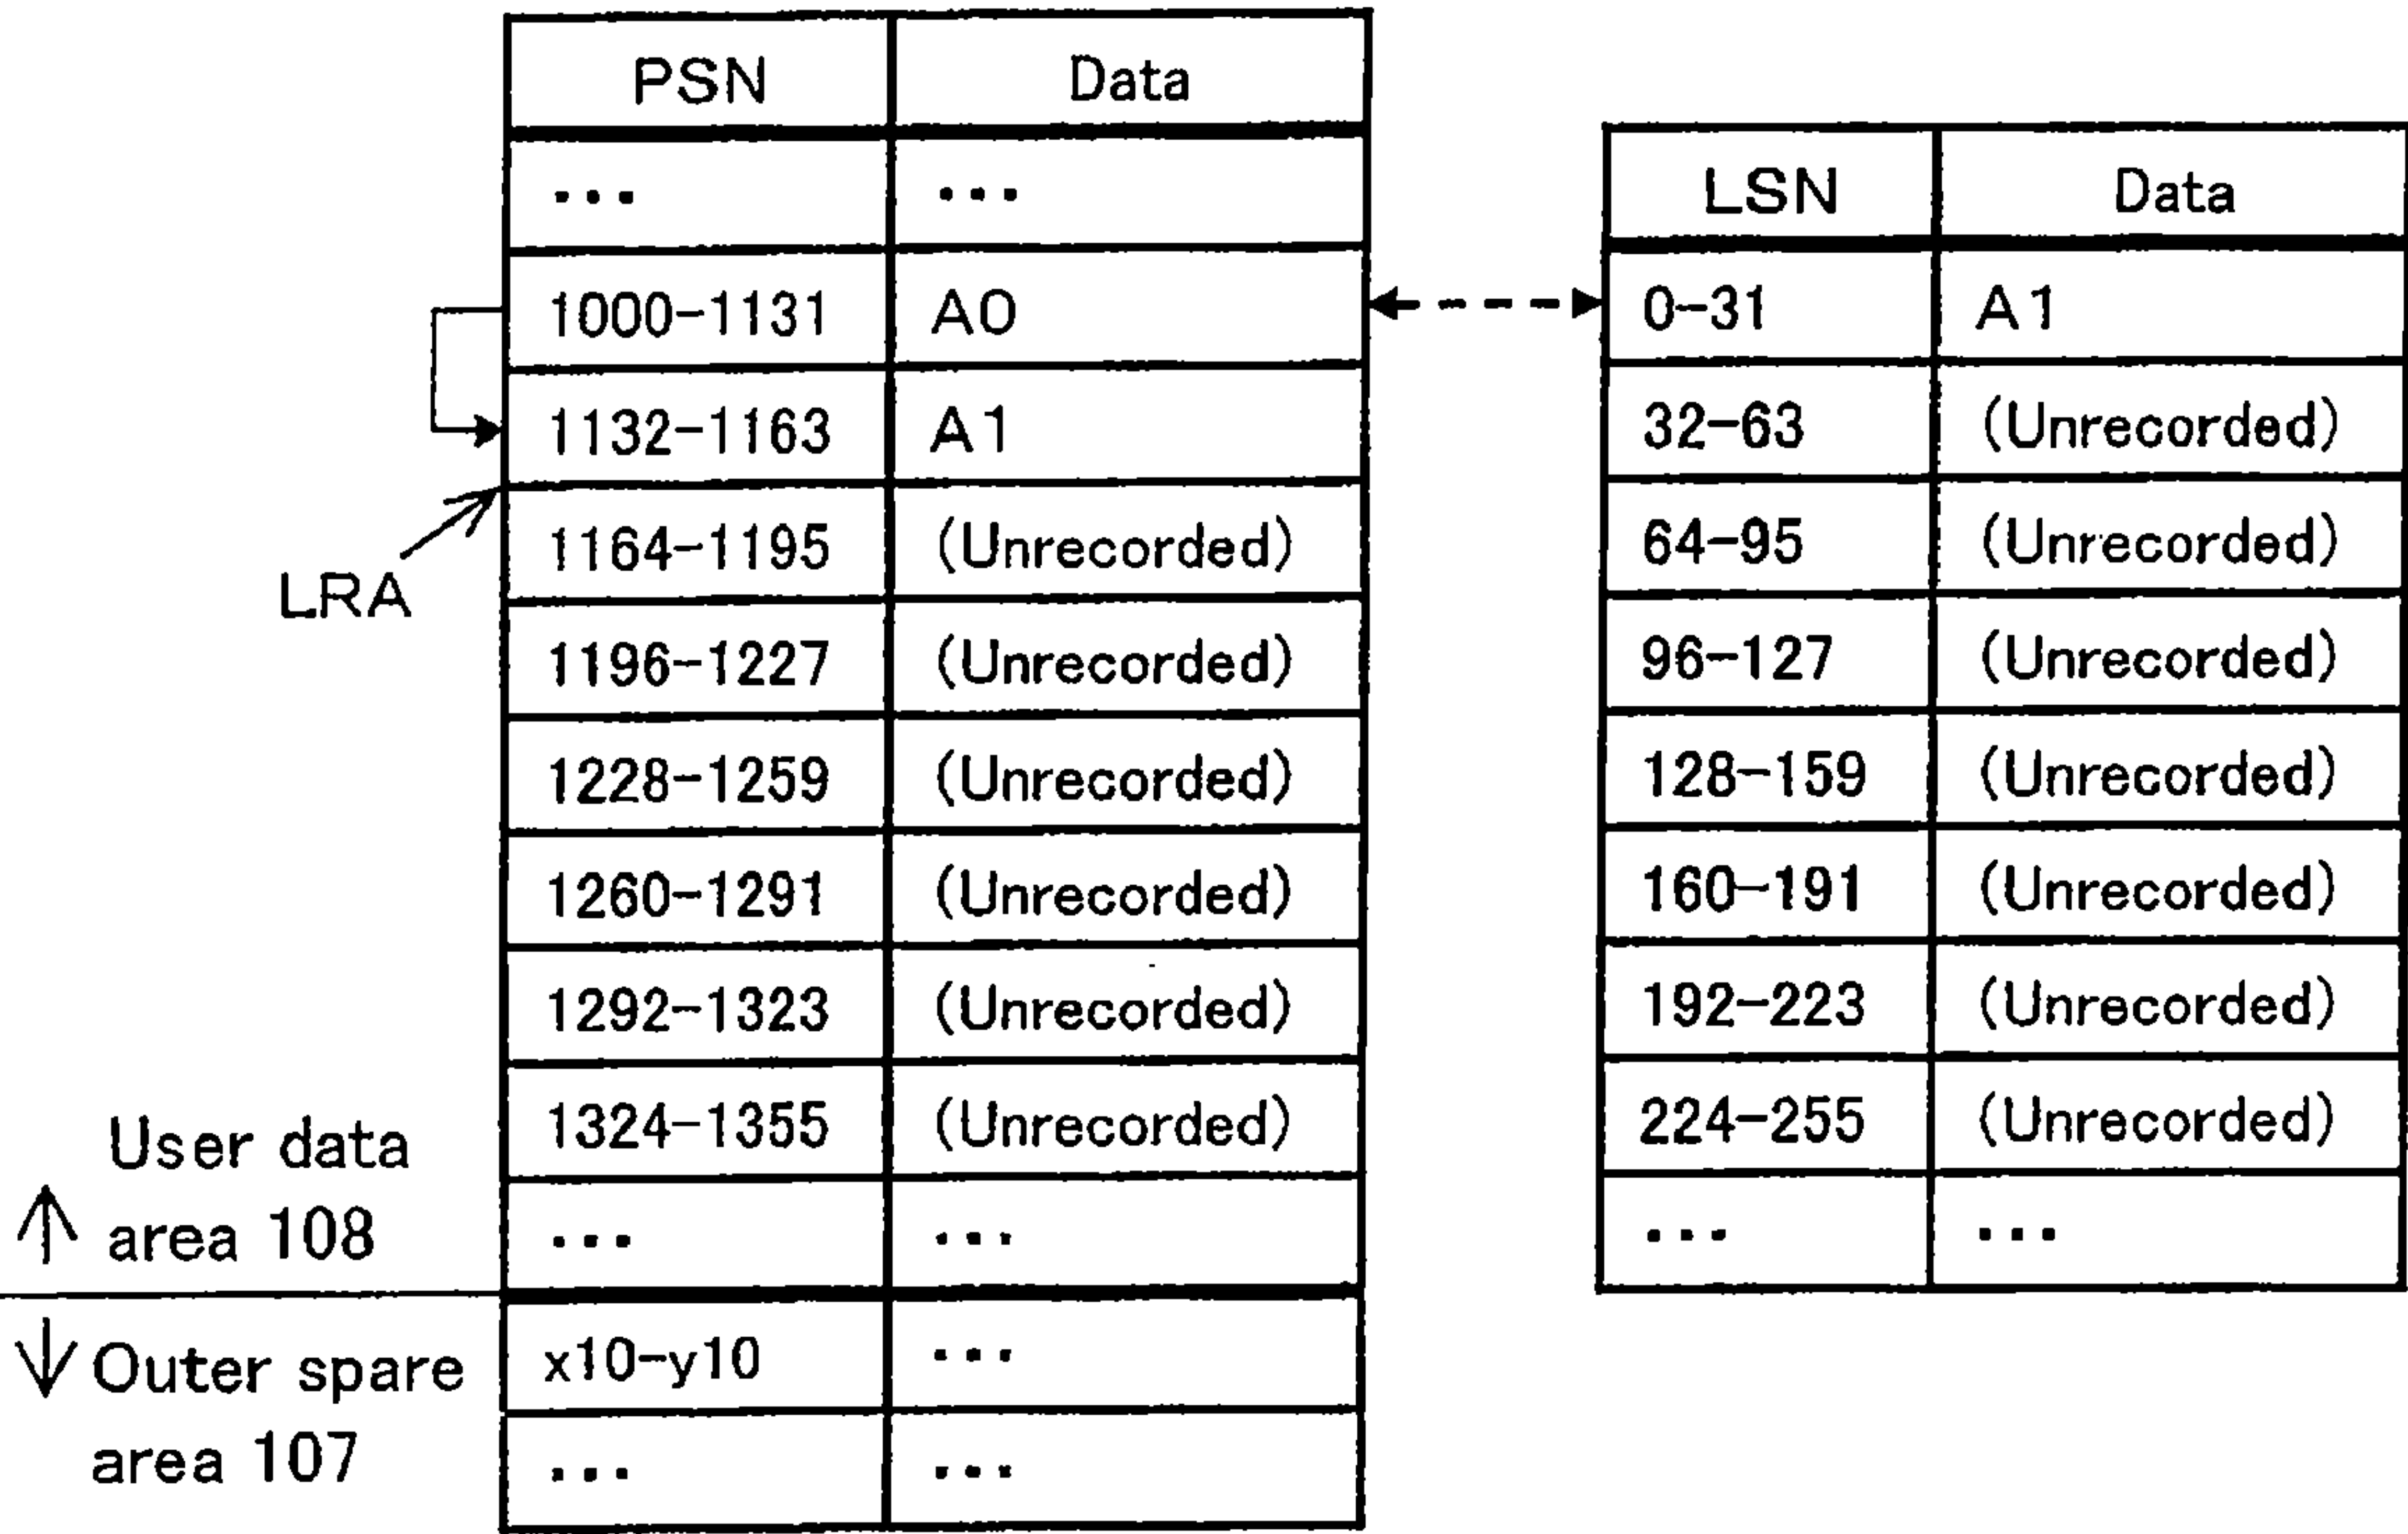 PSN Data
... ...
1000-1131 A0
1132-1163 A1
LRA
1164-1195 (Unrecorded)
1196-1227 (Unrecorded)
1228-1259 (Unrecorded)
1260-1291 (Unrecorded)
1292-1323 (Unrecorded)
1324-1355 (Unrecorded)
... ...
x10-y10 ...
... ...
User data
↑ area 108
↓ Outer spare
area 107
LSN Data
0-31 A1
32-63 (Unrecorded)
64-95 (Unrecorded)
96-127 (Unrecorded)
128-159 (Unrecorded)
160-191 (Unrecorded)
192-223 (Unrecorded)
224-255 (Unrecorded)
... ...